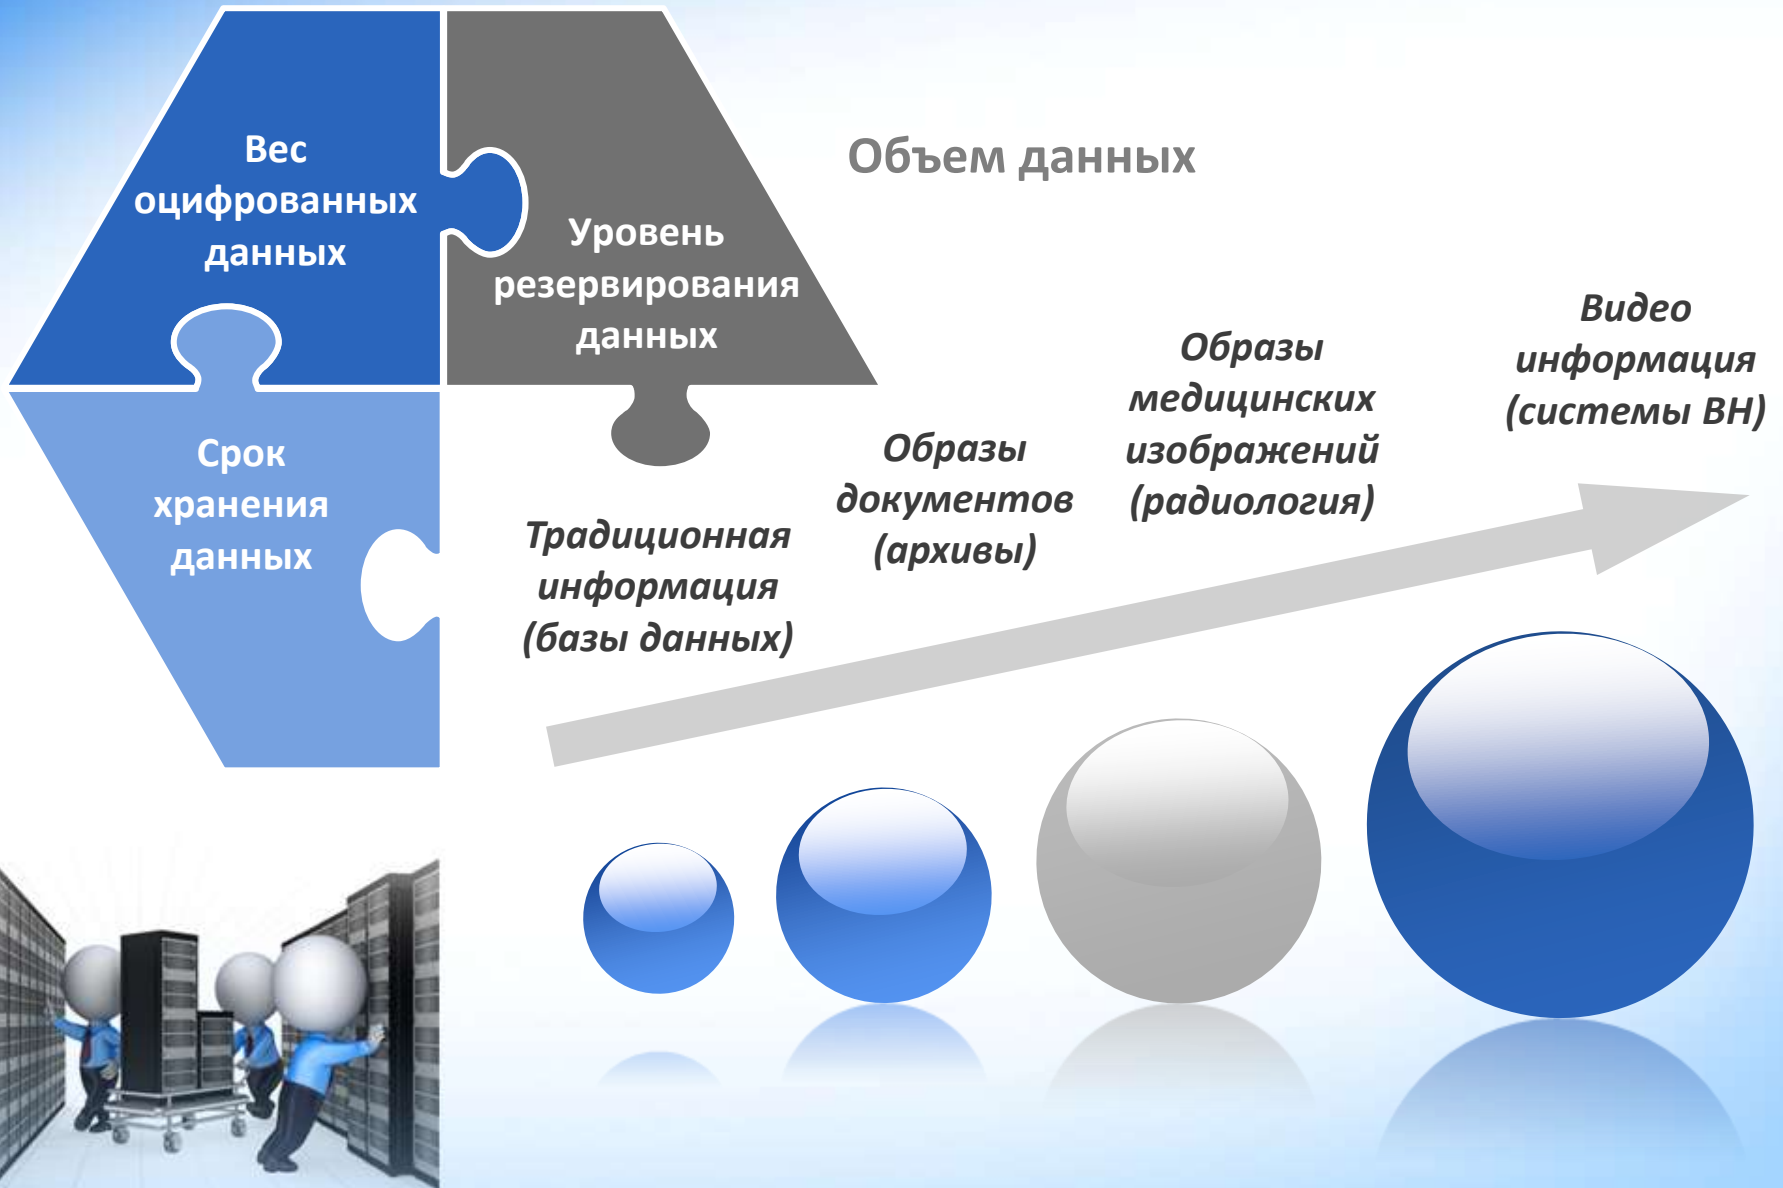 Вес
оцифрованных
данных
Уровень
резервирования
данных
Срок
хранения
данных
Объем данных
Традиционная
информация
(базы данных)
Образы
документов
(архивы)
Образы
медицинских
изображений
(радиология)
Видео
информация
(системы ВН)